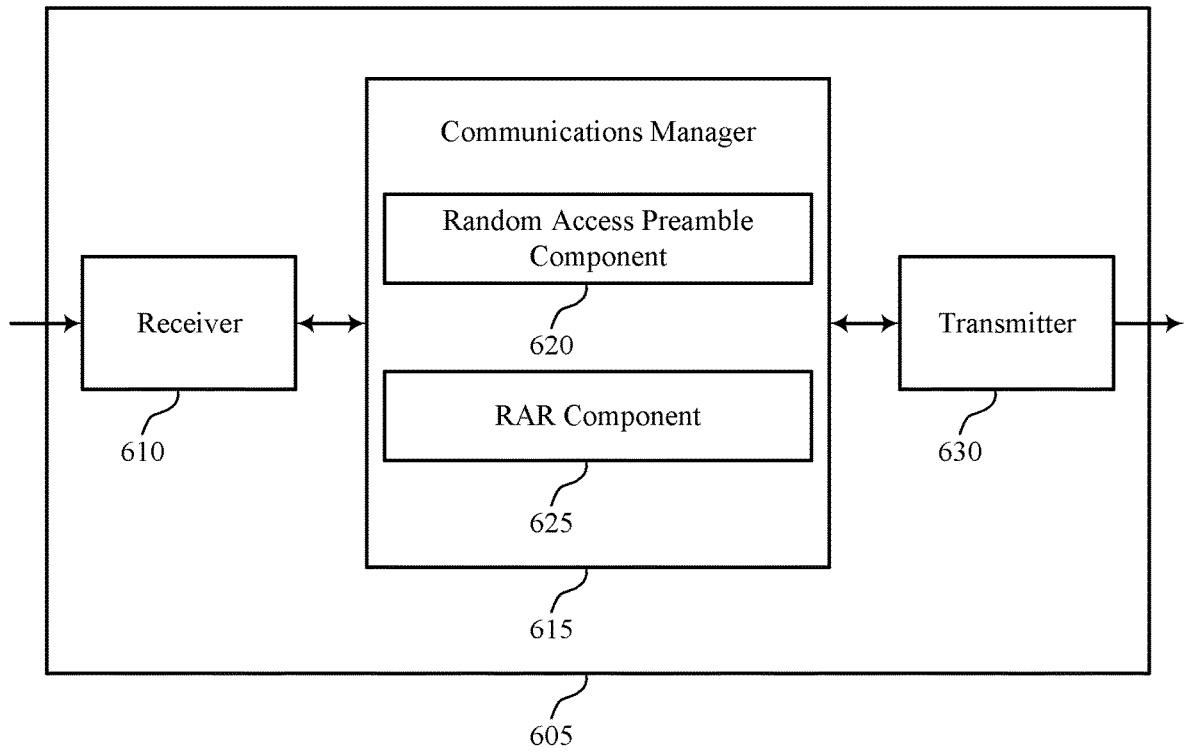 Communications Manager
Random Access Preamble
Component
620
Receiver
610
Transmitter
630
RAR Component
625
615
605